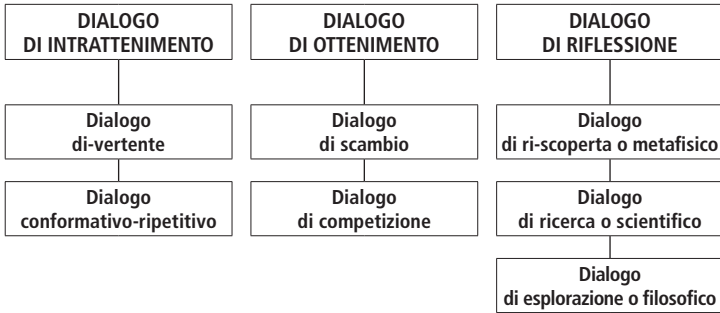 DIALOGO
DI INTRATTENIMENTO
Dialogo
di-vertente
Dialogo
conformativo-ripetitivo
DIALOGO
DI OTTENIMENTO
Dialogo
di scambio
Dialogo
di competizione
DIALOGO
DI RIFLESSIONE
Dialogo
di ri-scoperta o metafisico
Dialogo
di ricerca o scientifico
Dialogo
di esplorazione o filosofico